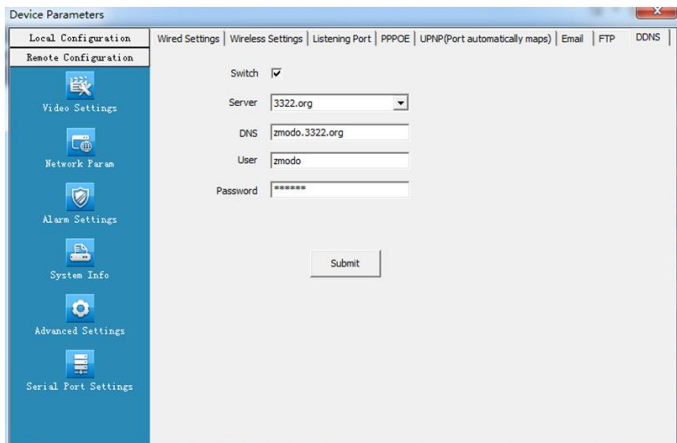 Device Parameters
Local Configuration
Remote Configuration
Video Settings
Network Param
Alarm Settings
System Info
Advanced Settings
Serial Port Settings
Wired Settings Wireless Settings Listening Port PPPOE UPNP(Port automatically maps) Email FTP DDNS
Switch
Server 3322.org
DNS zmodo.3322.org
User zmodo
Password ******
Submit